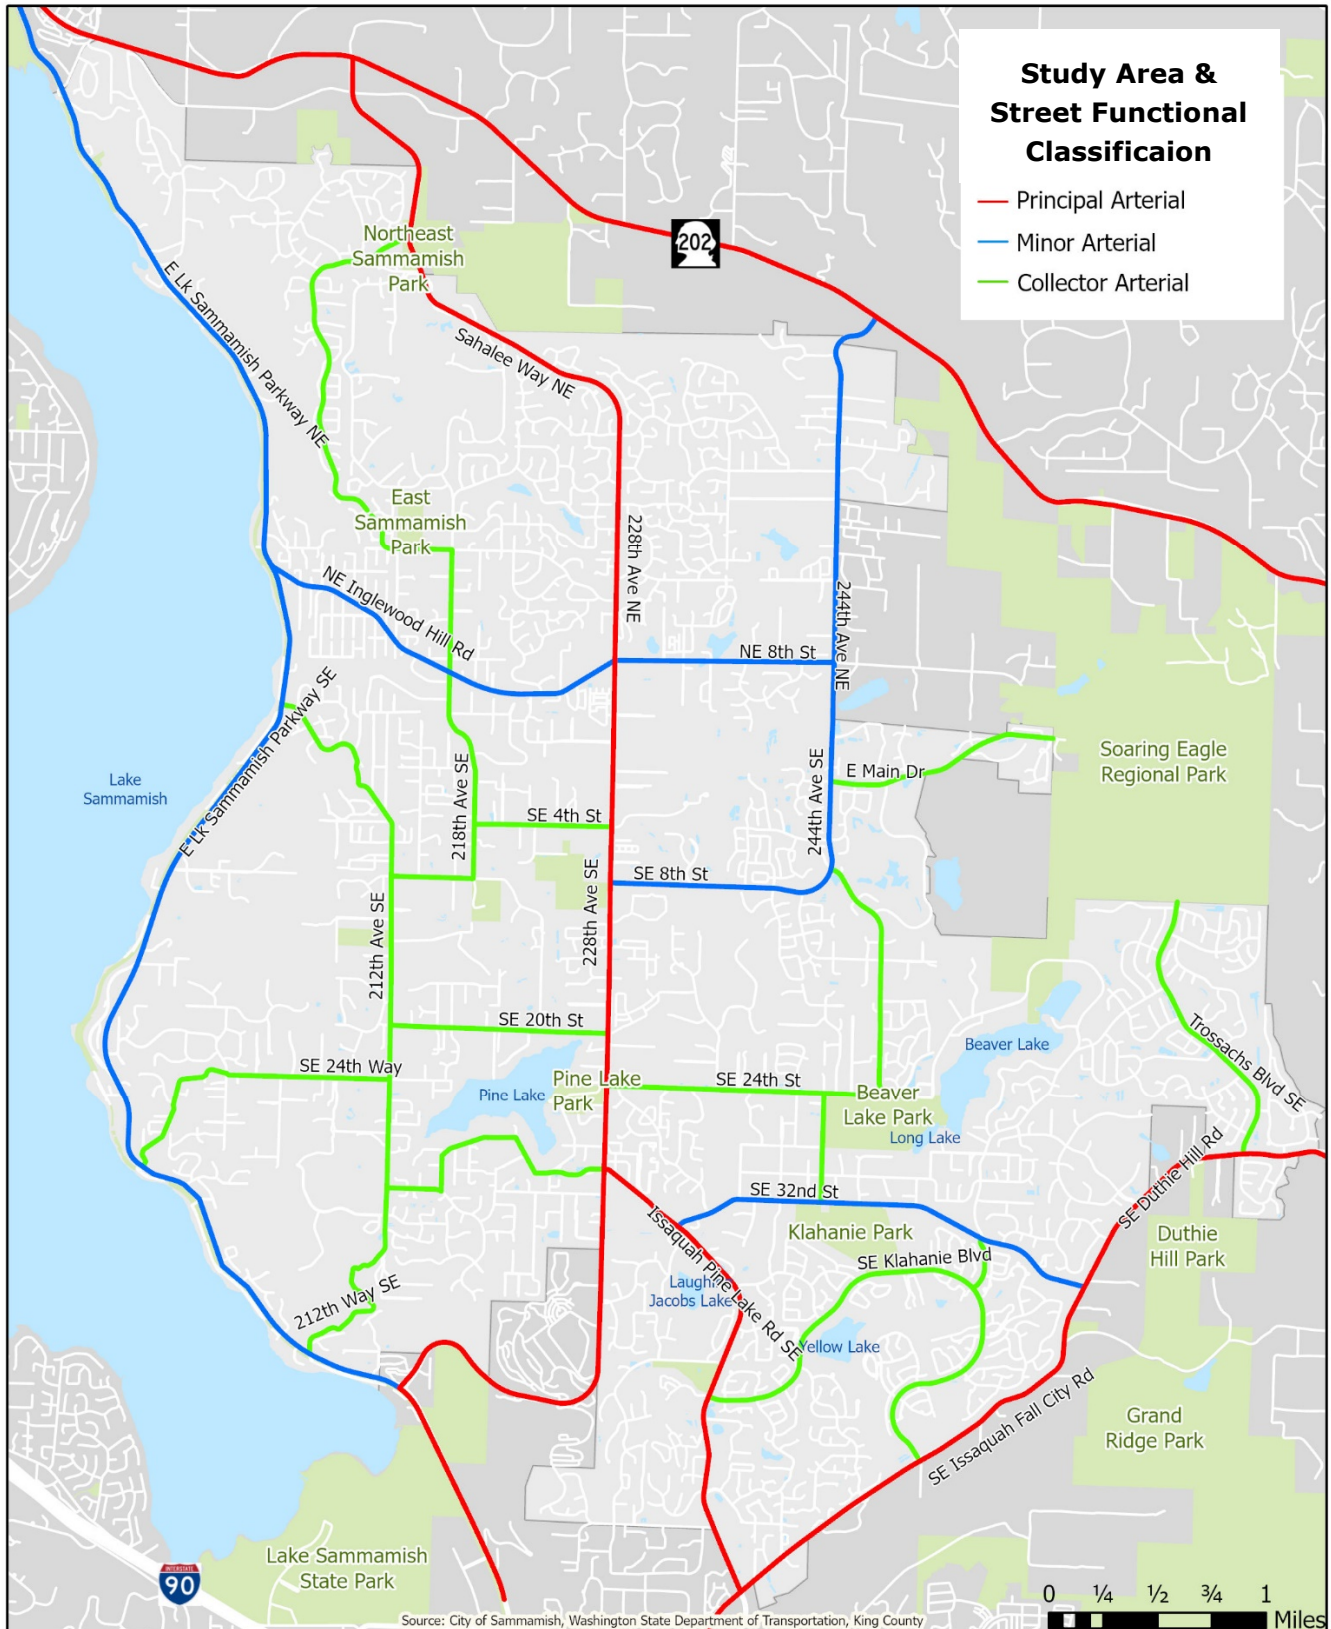 Study Area &
Street Functional
Classificaion
Principal Arterial
Minor Arterial
Collector Arterial
202
Northeast
Sammamish
Park
E Lk Sammamish Parkway NE
Sahalee Way NE
East
Sammamish
Park
228th Ave NE
NE Inglewood Hill Rd
244th Ave NE
NE 8th St
E Lk Sammamish Parkway SE
Lake
Sammamish
Soaring Eagle
Regional Park
E Main Dr
218th Ave SE
SE 4th St
244th Ave SE
SE 8th St
228th Ave SE
212th Ave SE
SE 20th St
Trossachs Blvd SE
Beaver Lake
SE 24th Way
Pine Lake
Pine Lake
Park
SE 24th St
Beaver
Lake Park
Long Lake
SE Duthie Hill Rd
SE 32nd St
Klahanie Park
Duthie
Hill Park
Issaquah Pine Lake Rd SE
SE Klahanie Blvd
Laughi
Jacobs Lake
212th Way SE
Yellow Lake
SE Issaquah Fall City Rd
Grand
Ridge Park
Lake Sammamish
State Park
INTERSTATE
90
0 ¼ ½ ¾ 1
Miles
Source: City of Sammamish, Washington State Department of Transportation, King County